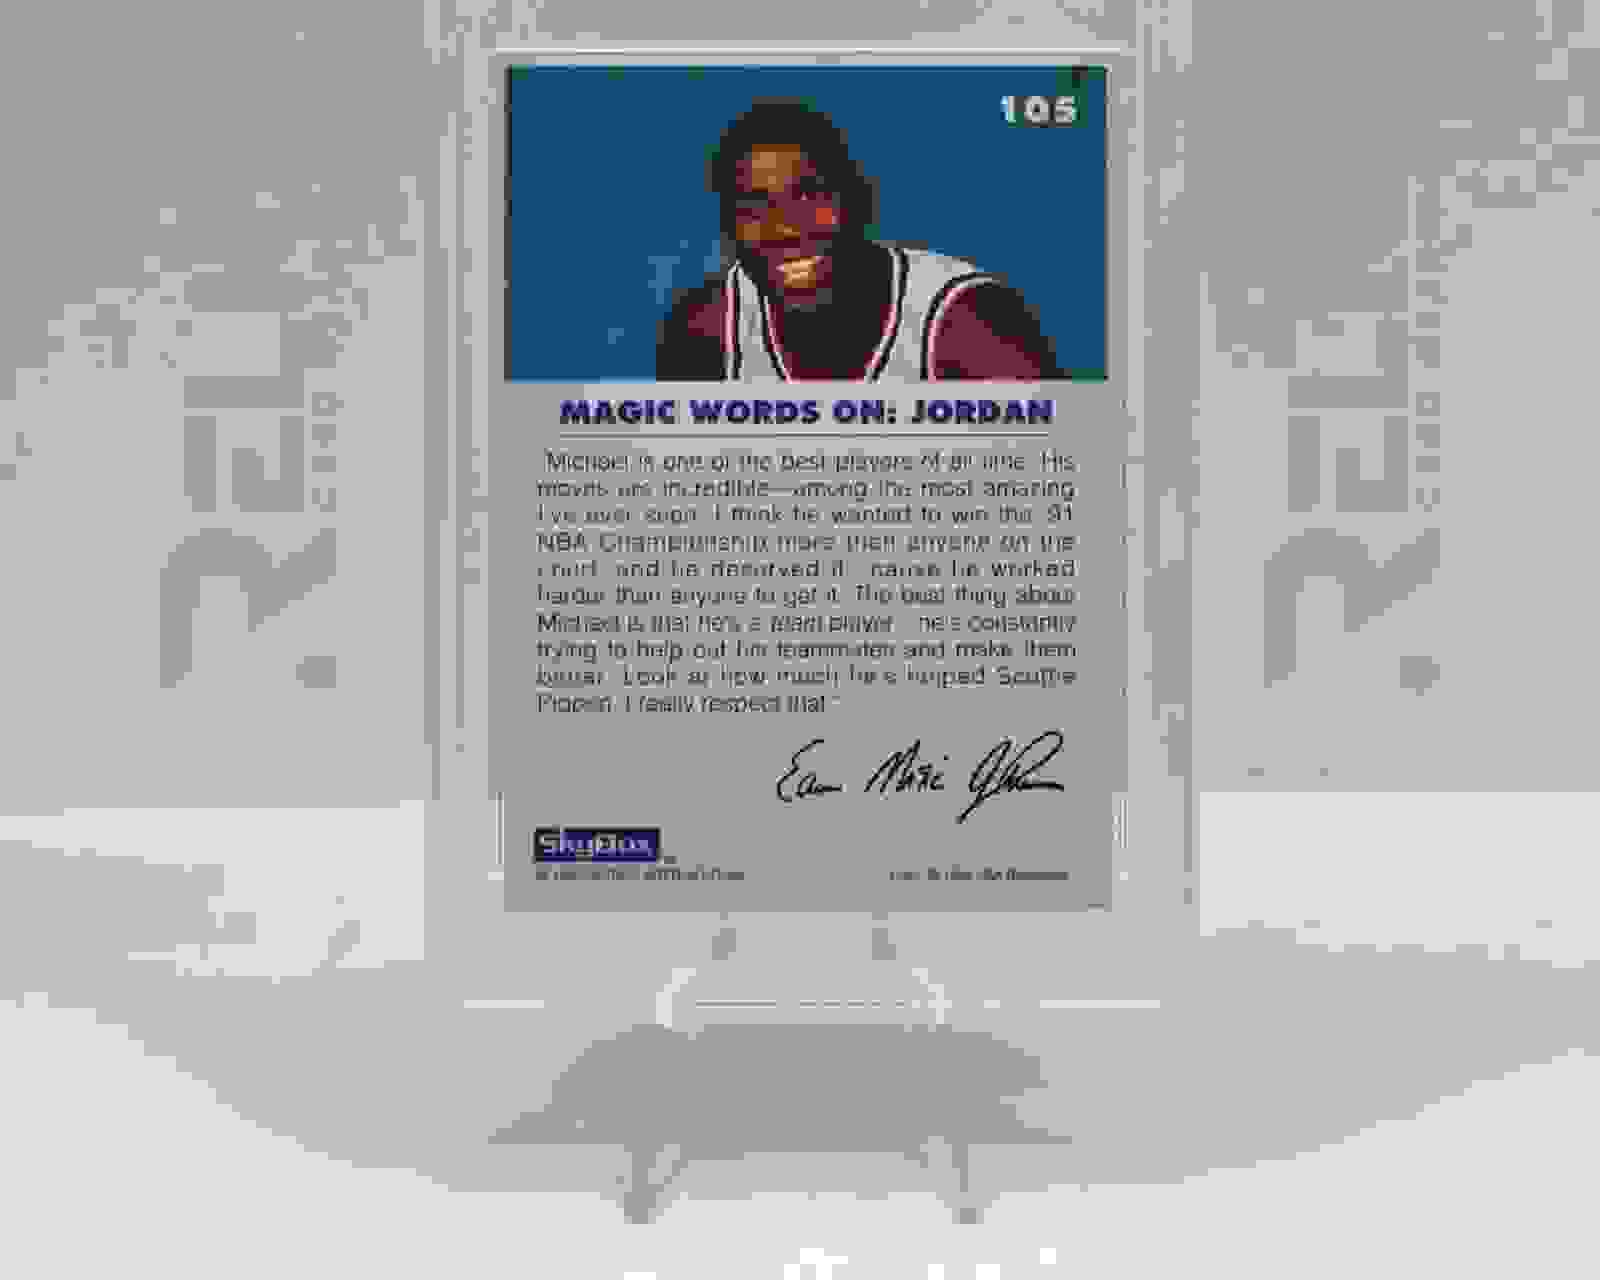 105
MAGIC WORDS ON: JORDAN
"Michael is one of the best players of all time. His
moves are incredible—among the most amazing
I've ever seen. I think he wanted to win the '91
NBA Championship more than anyone on the
court, and he deserved it 'cause he worked
harder than anyone to get it. The best thing about
Michael is that he's a team player—he's constantly
trying to help out his teammates and make them
better. Look at how much he's helped Scottie
Pippen. I really respect that."
Earvin Magic Johnson
SkyBox